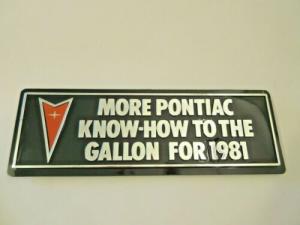 MORE PONTIAC
KNOW-HOW TO THE
GALLON FOR 1981